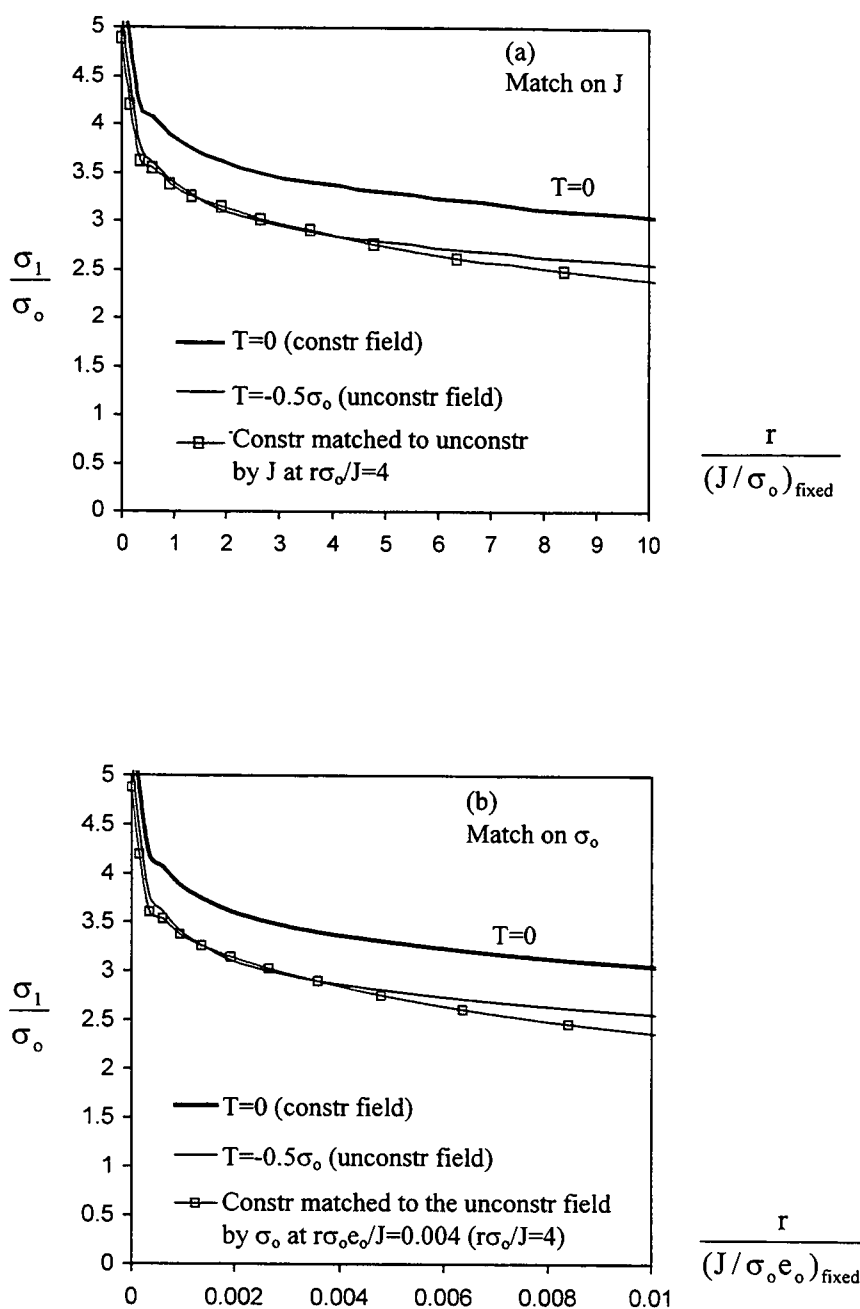 5
4.5
4
3.5
3
2.5
2
1.5
1
0.5
0
σ₁
σₒ
(a)
Match on J
T=0
T=0 (constr field)
T=-0.5σₒ (unconstr field)
Constr matched to unconstr
by J at rσₒ/J=4
0 1 2 3 4 5 6 7 8 9 10
r
(J/σₒ)fixed
5
4.5
4
3.5
3
2.5
2
1.5
1
0.5
0
σ₁
σₒ
(b)
Match on σₒ
T=0
T=0 (constr field)
T=-0.5σₒ (unconstr field)
Constr matched to the unconstr field
by σₒ at rσₒeₒ/J=0.004 (rσₒ/J=4)
0 0.002 0.004 0.006 0.008 0.01
r
(J/σₒeₒ)fixed